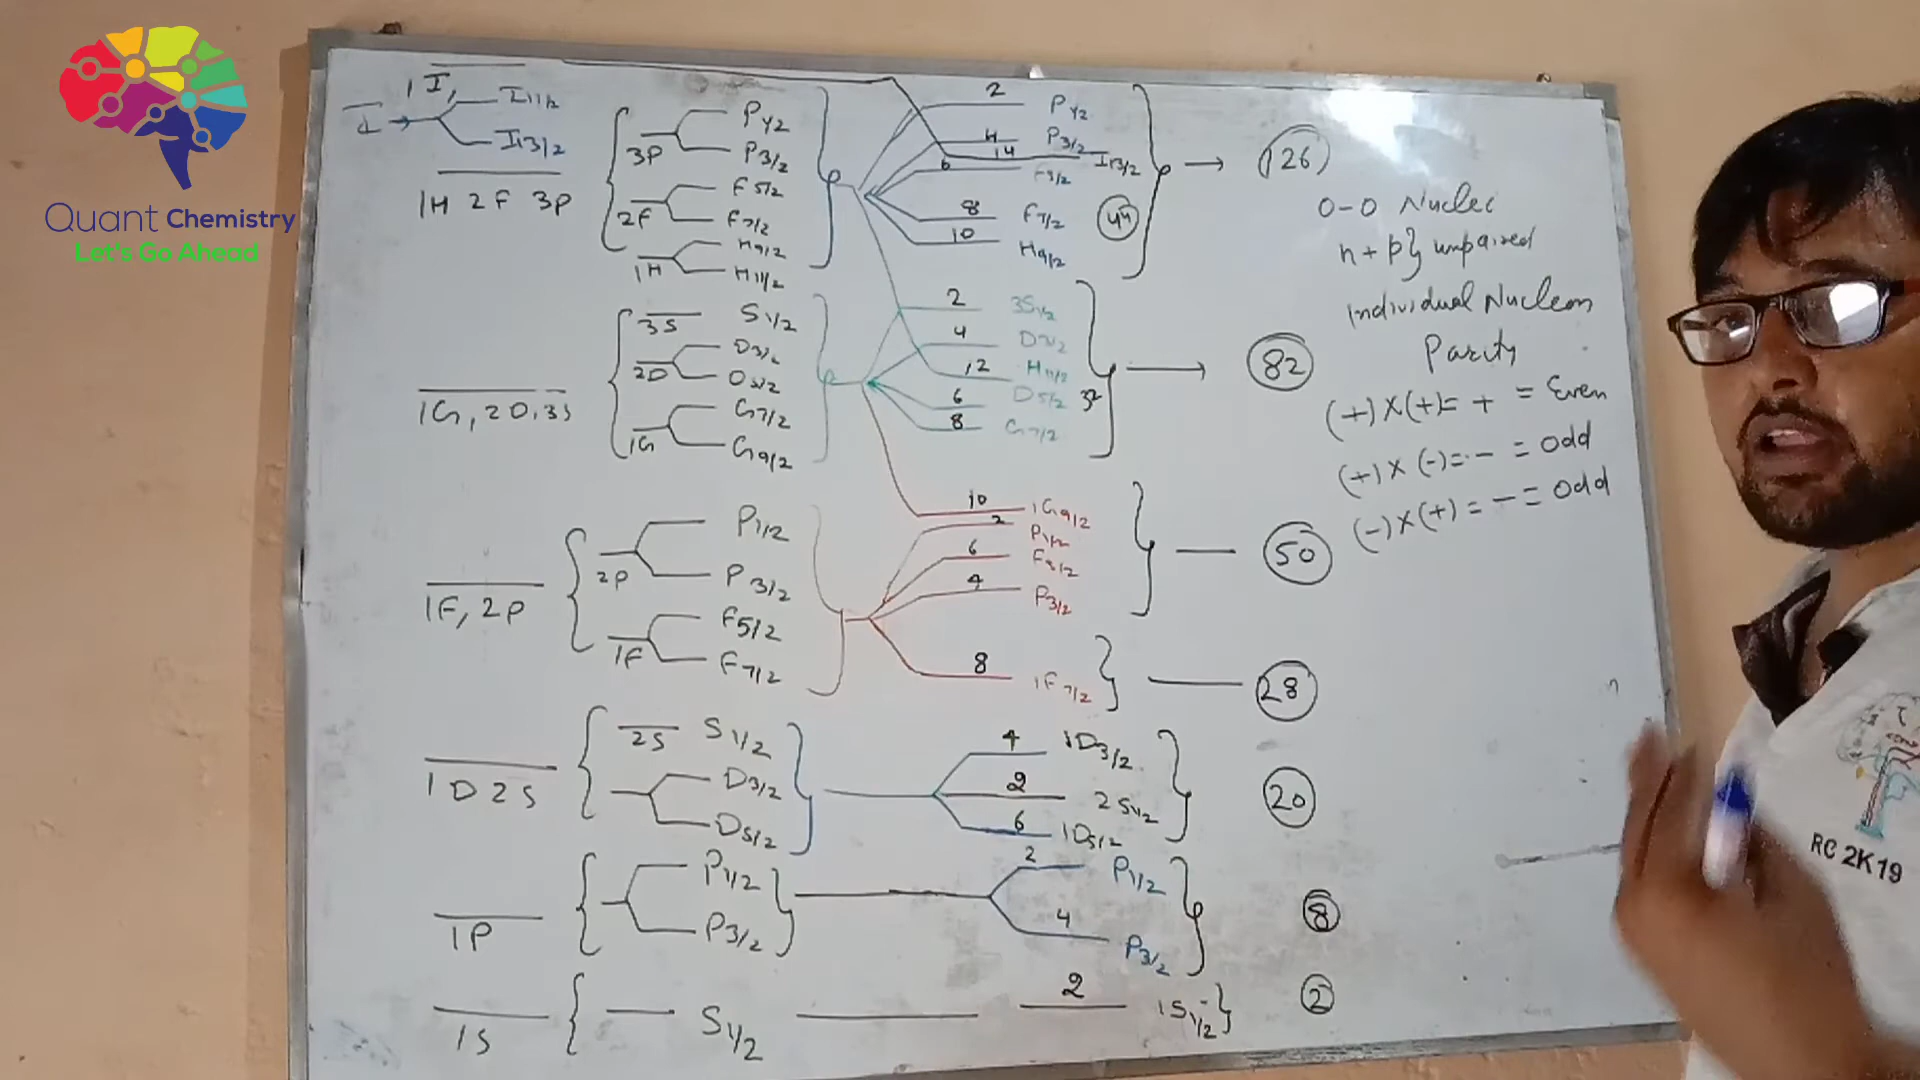 Quant Chemistry
Let's Go Ahead
1I,
I11/2
I13/2
1H 2F 3P
3P
P1/2
P3/2
2F
F5/2
F7/2
1H
H9/2
H11/2
2 P1/2
4 P3/2
14 I13/2
6
8 F7/2
10 H9/2
44
126
1G, 2D, 3S
3S
S1/2
2D
D3/2
D5/2
1G
G7/2
G9/2
2 3S1/2
4 D3/2
12 H11/2
6 D5/2
8 G7/2
32
82
1F, 2P
2P
P1/2
P3/2
1F
F5/2
F7/2
10 1G9/2
2 P1/2
6
4 P3/2
50
8 1F7/2
28
1D 2S
2S
S1/2
D3/2
D5/2
4 1D3/2
2 2S1/2
6 1D5/2
20
1P
P1/2
P3/2
2 P1/2
4 P3/2
8
1S
S1/2
2 1S1/2
2
0-0 Nuclei
n + p} unpaired
individual Nucleon
Parity
(+) X (+) = + = Even
(+) X (-) = - = odd
(-) X (+) = - = odd
RC 2K19